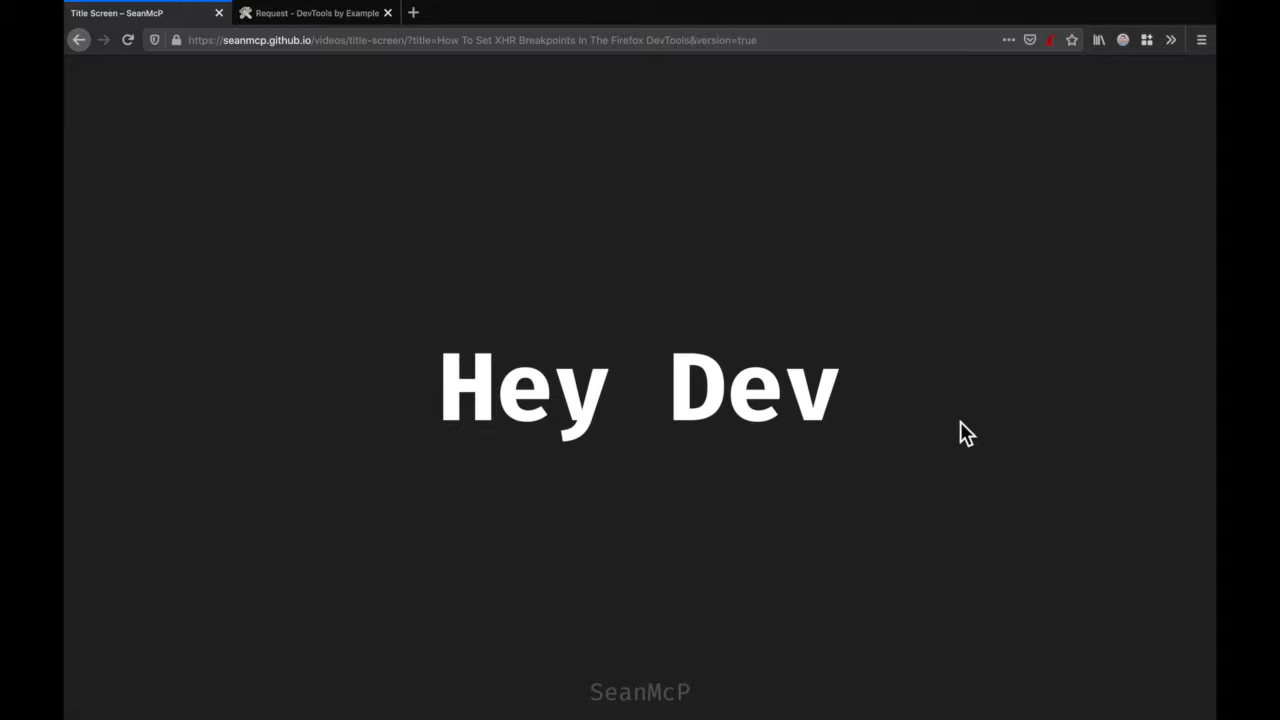 Title Screen – SeanMcP
Request - DevTools by Example
https://seanmcp.github.io/videos/title-screen/?title=How To Set XHR Breakpoints In The Firefox DevTools&version=true
Hey Dev
SeanMcP